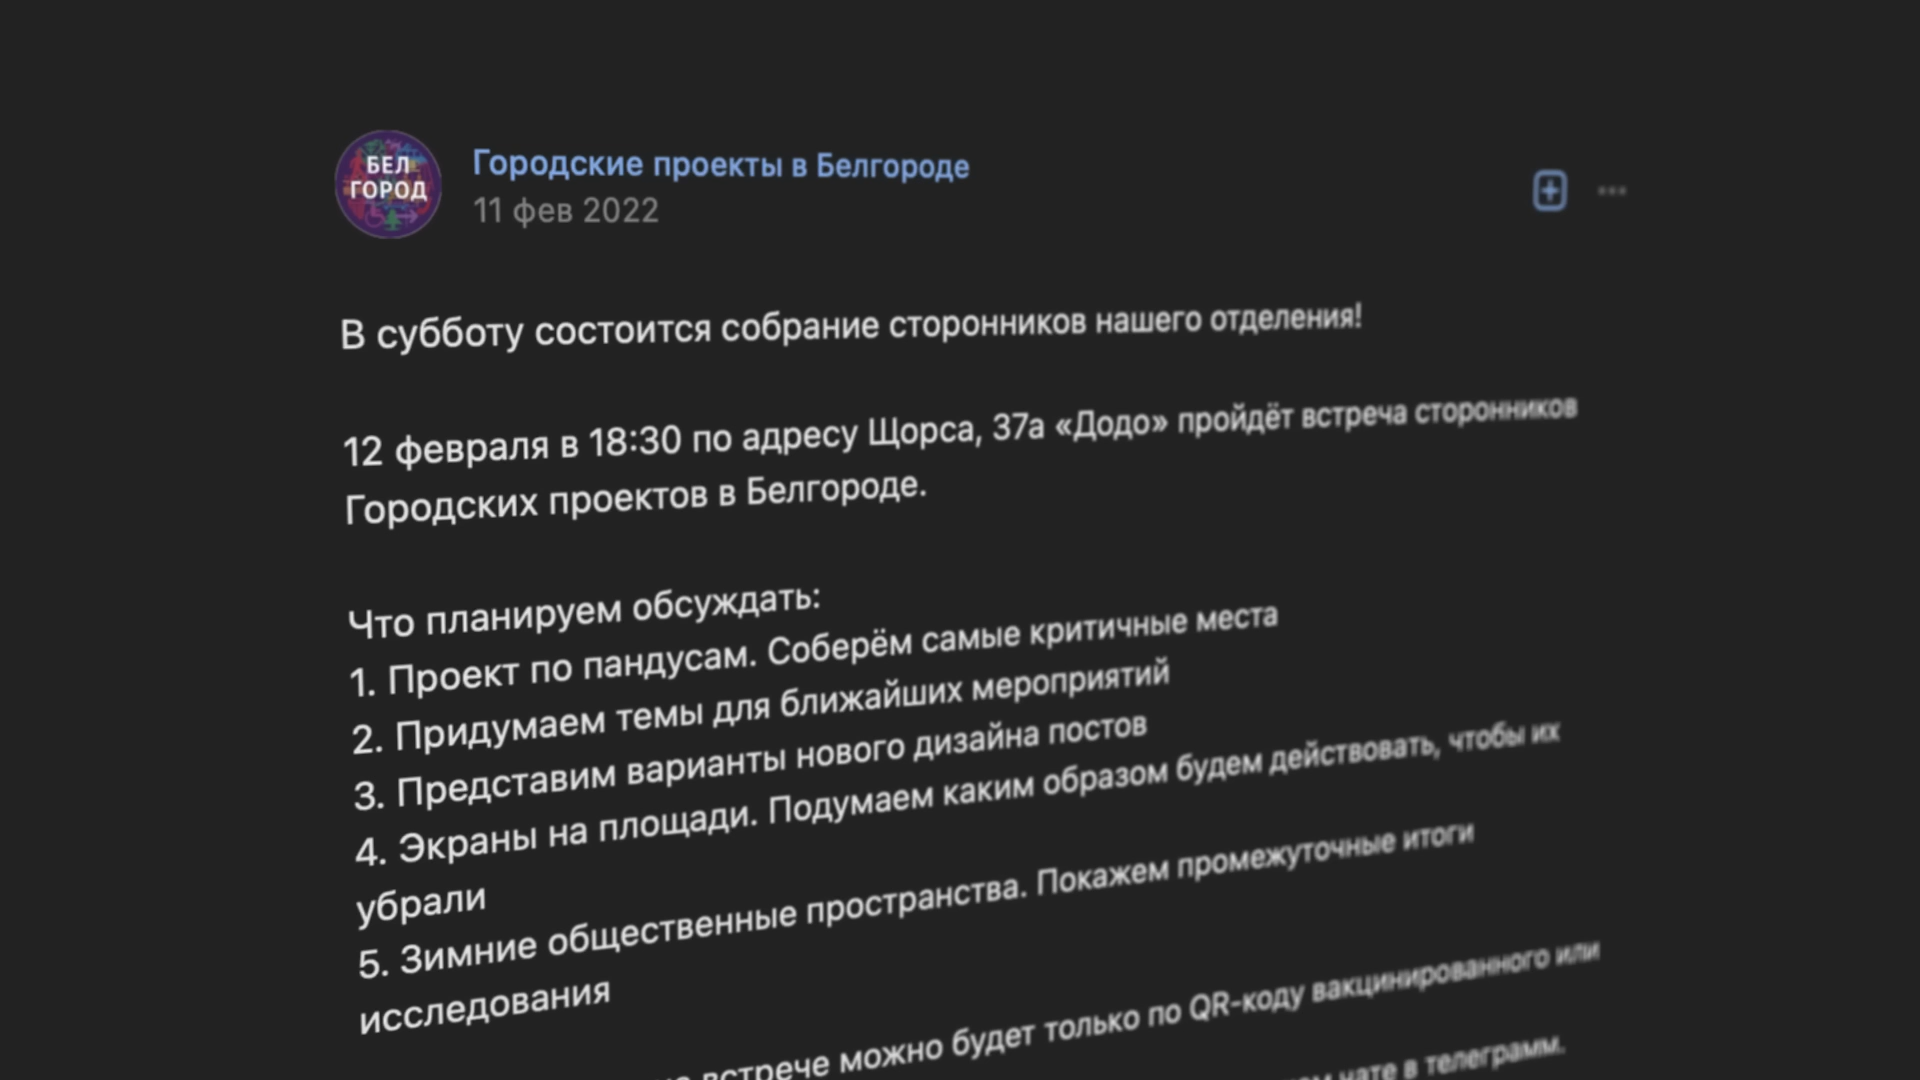 БЕЛ
ГОРОД
Городские проекты в Белгороде
11 фев 2022
В субботу состоится собрание сторонников нашего отделения!
12 февраля в 18:30 по адресу Щорса, 37а «Додо» пройдёт встреча сторонников
Городских проектов в Белгороде.
Что планируем обсуждать:
1. Проект по пандусам. Соберём самые критичные места
2. Придумаем темы для ближайших мероприятий
3. Представим варианты нового дизайна постов
4. Экраны на площади. Подумаем каким образом будем действовать, чтобы их
убрали
5. Зимние общественные пространства. Покажем промежуточные итоги
исследования
встрече можно будет только по QR-коду вакцинированного или
чате в телеграмм.